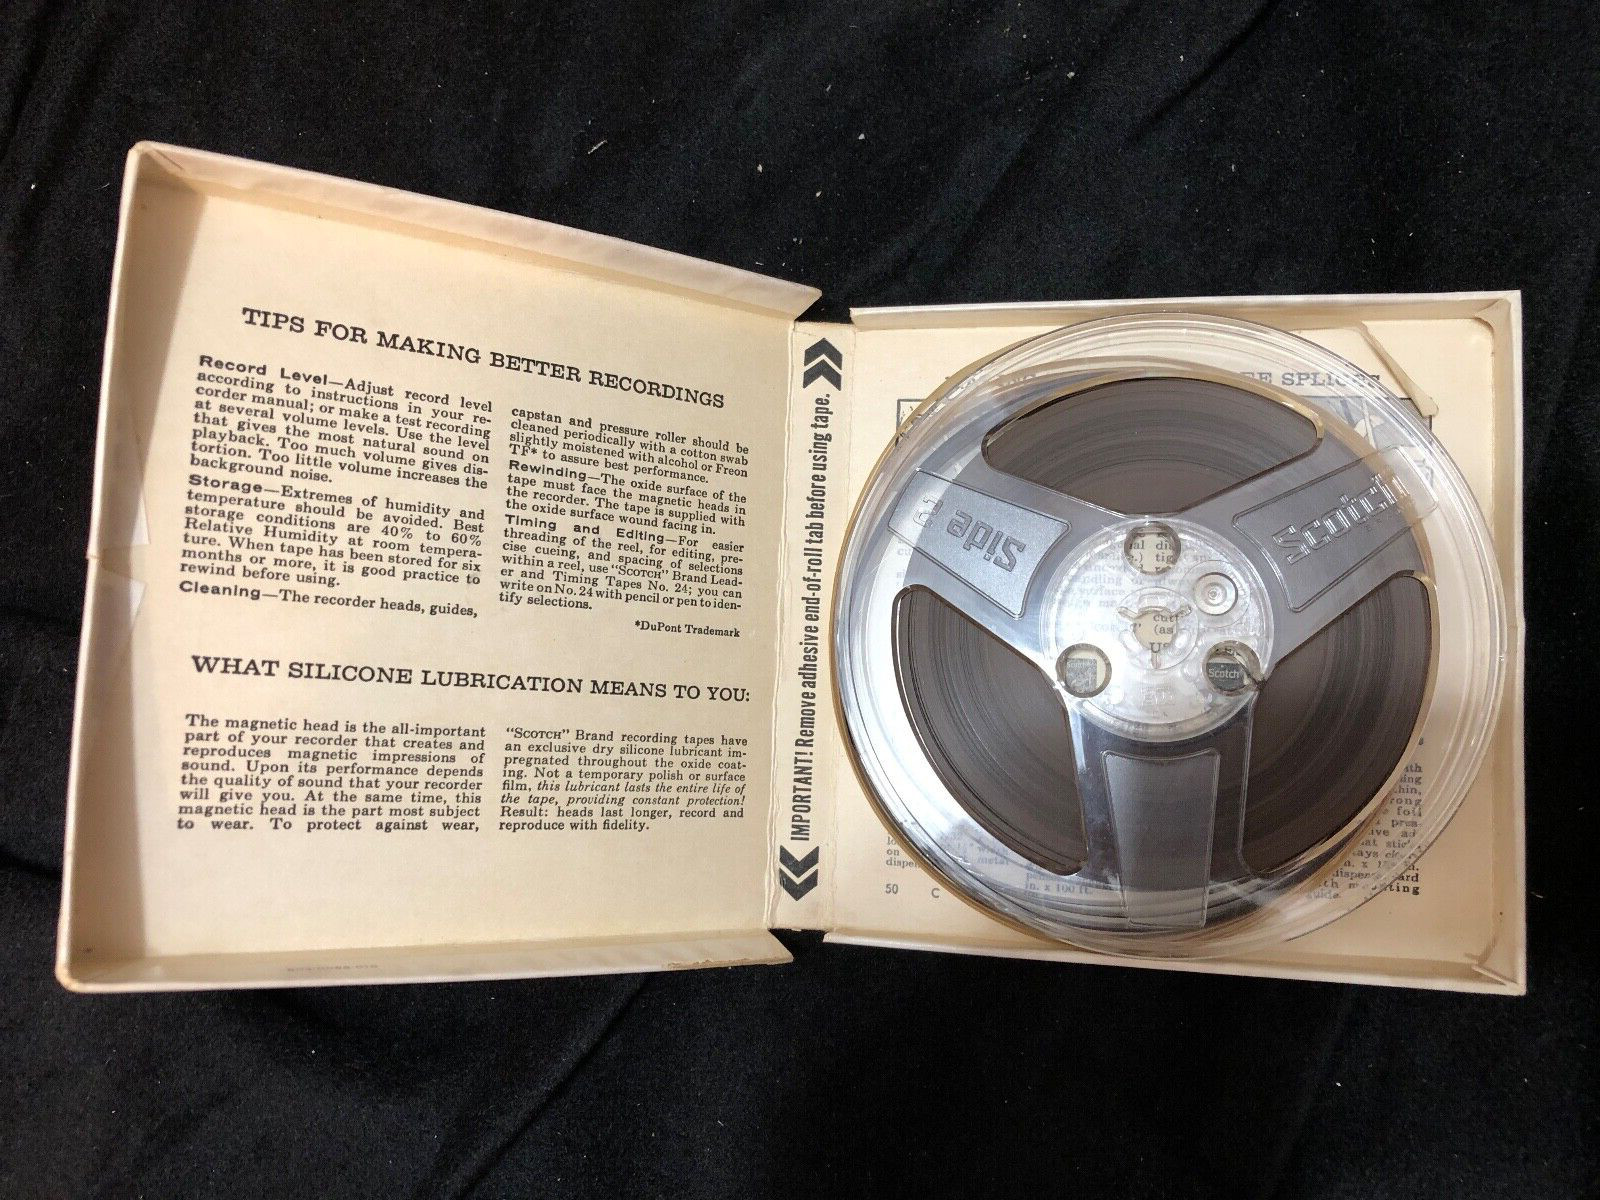 TIPS FOR MAKING BETTER RECORDINGS
Record Level—Adjust record level
according to instructions in your re-
corder manual; or make a test recording
at several volume levels. Use the level
that gives the most natural sound on
playback. Too much volume gives dis-
tortion. Too little volume increases the
background noise.
Storage—Extremes of humidity and
temperature should be avoided. Best
storage conditions are 40% to 60%
Relative Humidity at room tempera-
ture. When tape has been stored for six
months or more, it is good practice to
rewind before using.
Cleaning—The recorder heads, guides,
capstan and pressure roller should be
cleaned periodically with a cotton swab
slightly moistened with alcohol or Freon
TF* to assure best performance.
Rewinding—The oxide surface of the
tape must face the magnetic heads in
the recorder. The tape is supplied with
the oxide surface wound facing in.
Timing and Editing—For easier
threading of the reel, for editing, pre-
cise cueing, and spacing of selections
within a reel, use "SCOTCH" Brand Lead-
er and Timing Tapes No. 24; you can
write on No. 24 with pencil or pen to iden-
tify selections.
*DuPont Trademark
WHAT SILICONE LUBRICATION MEANS TO YOU:
The magnetic head is the all-important
part of your recorder that creates and
reproduces magnetic impressions of
sound. Upon its performance depends
the quality of sound that your recorder
will give you. At the same time, this
magnetic head is the part most subject
to wear. To protect against wear,
"SCOTCH" Brand recording tapes have
an exclusive dry silicone lubricant im-
pregnated throughout the oxide coat-
ing. Not a temporary polish or surface
film, this lubricant lasts the entire life of
the tape, providing constant protection!
Result: heads last longer, record and
reproduce with fidelity.
IMPORTANT! Remove adhesive end-of-roll tab before using tape.
SPLICES
Side 2
Scotch
Scotch
Scotch
in. x 100 ft.
50 C